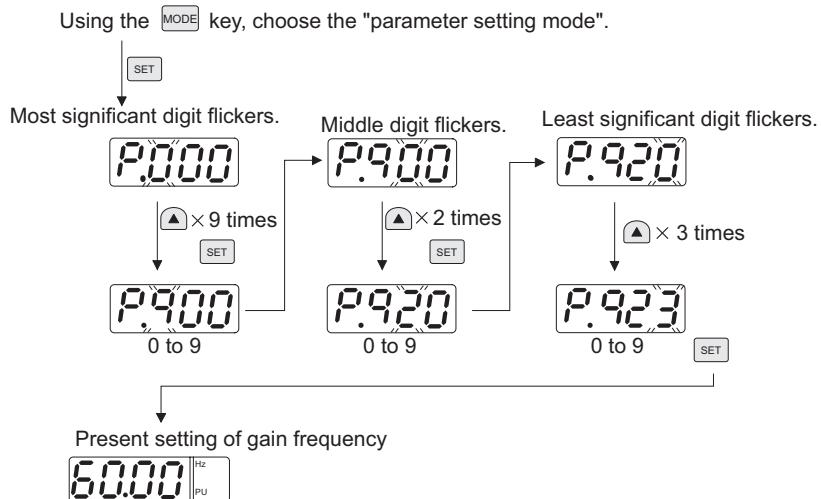 Using the MODE key, choose the "parameter setting mode".
SET
Most significant digit flickers.
Middle digit flickers.
Least significant digit flickers.
P.000
P.900
P.920
▲ × 9 times
▲ × 2 times
▲ × 3 times
SET
SET
P.900
P.920
P.923
0 to 9
0 to 9
0 to 9
SET
Present setting of gain frequency
60.00 Hz
PU